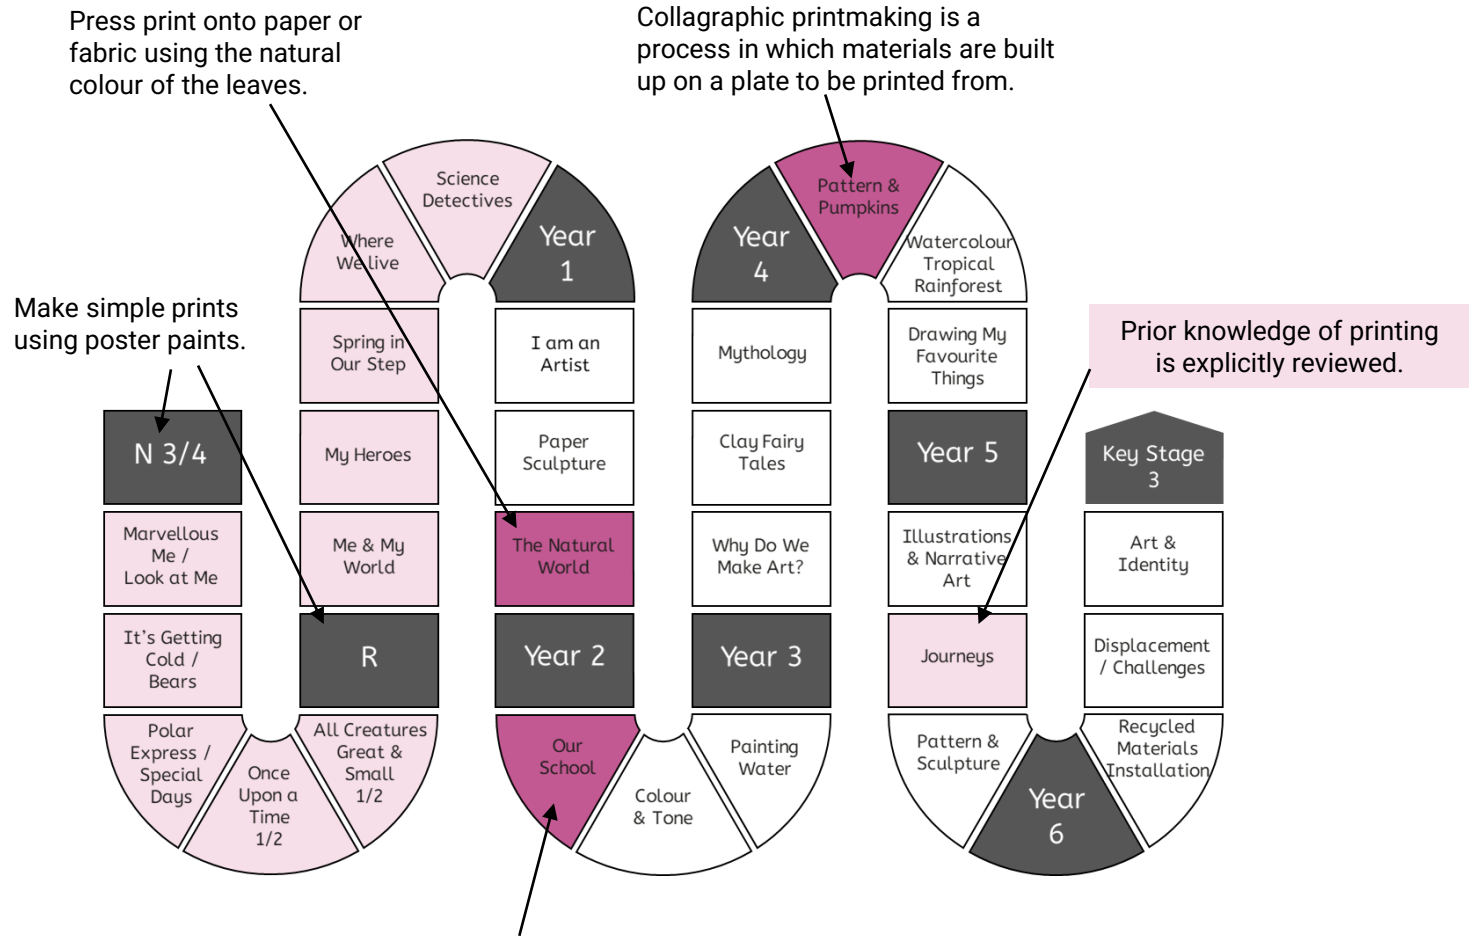 Press print onto paper or
fabric using the natural
colour of the leaves.
Collagraphic printmaking is a
process in which materials are built
up on a plate to be printed from.
Make simple prints
using poster paints.
Prior knowledge of printing
is explicitly reviewed.
N 3/4
Marvellous
Me /
Look at Me
It's Getting
Cold /
Bears
Polar
Express /
Special
Days
Once
Upon a
Time
1/2
All Creatures
Great &
Small
1/2
R
Me & My
World
My Heroes
Spring in
Our Step
Where
We live
Science
Detectives
Year
1
I am an
Artist
Paper
Sculpture
The Natural
World
Year 2
Our
School
Colour
& Tone
Painting
Water
Year 3
Why Do We
Make Art?
Clay Fairy
Tales
Mythology
Year
4
Pattern &
Pumpkins
Watercolour
Tropical
Rainforest
Drawing My
Favourite
Things
Year 5
Illustrations
& Narrative
Art
Journeys
Pattern &
Sculpture
Year
6
Recycled
Materials
Installation
Displacement
/ Challenges
Art &
Identity
Key Stage
3